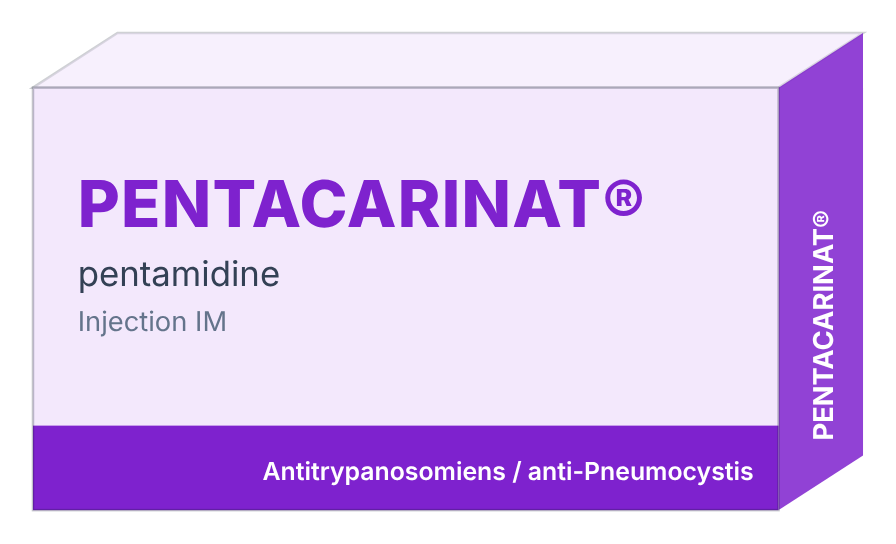 PENTACARINAT®
pentamidine
Injection IM
Antitrypanosomiens / anti-Pneumocystis
PENTACARINAT®